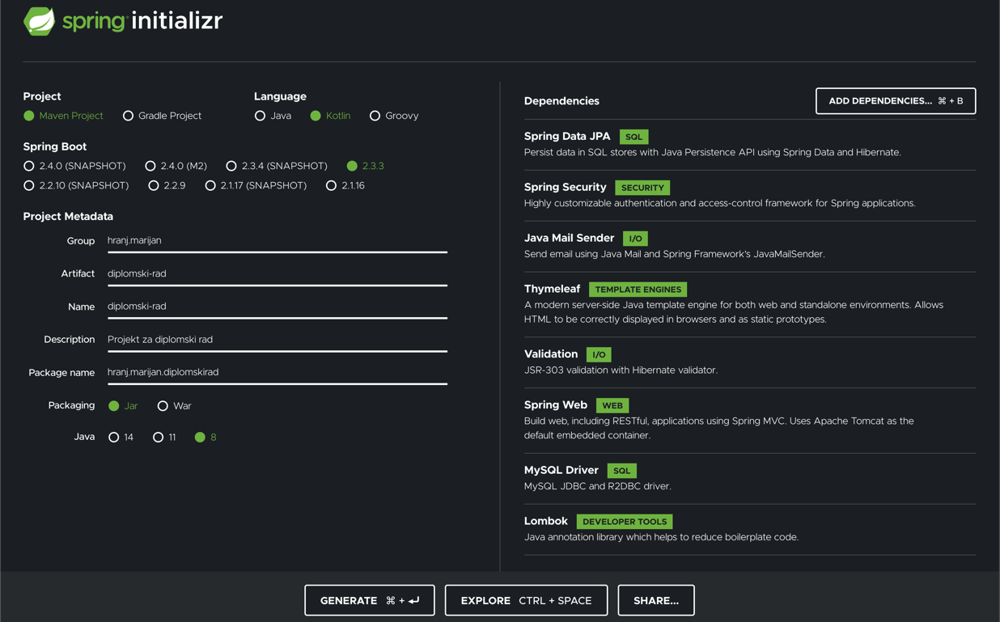 spring initializr
Project
Maven Project Gradle Project
Language
Java Kotlin Groovy
Spring Boot
2.4.0 (SNAPSHOT) 2.4.0 (M2) 2.3.4 (SNAPSHOT) 2.3.3
2.2.10 (SNAPSHOT) 2.2.9 2.1.17 (SNAPSHOT) 2.1.16
Project Metadata
Group hranj.marijan
Artifact diplomski-rad
Name diplomski-rad
Description Projekt za diplomski rad
Package name hranj.marijan.diplomskirad
Packaging Jar War
Java 14 11 8
Dependencies
ADD DEPENDENCIES... ⌘ + B
Spring Data JPA SQL
Persist data in SQL stores with Java Persistence API using Spring Data and Hibernate.
Spring Security SECURITY
Highly customizable authentication and access-control framework for Spring applications.
Java Mail Sender I/O
Send email using Java Mail and Spring Framework's JavaMailSender.
Thymeleaf TEMPLATE ENGINES
A modern server-side Java template engine for both web and standalone environments. Allows
HTML to be correctly displayed in browsers and as static prototypes.
Validation I/O
JSR-303 validation with Hibernate validator.
Spring Web WEB
Build web, including RESTful, applications using Spring MVC. Uses Apache Tomcat as the
default embedded container.
MySQL Driver SQL
MySQL JDBC and R2DBC driver.
Lombok DEVELOPER TOOLS
Java annotation library which helps to reduce boilerplate code.
GENERATE ⌘ + ↵
EXPLORE CTRL + SPACE
SHARE...